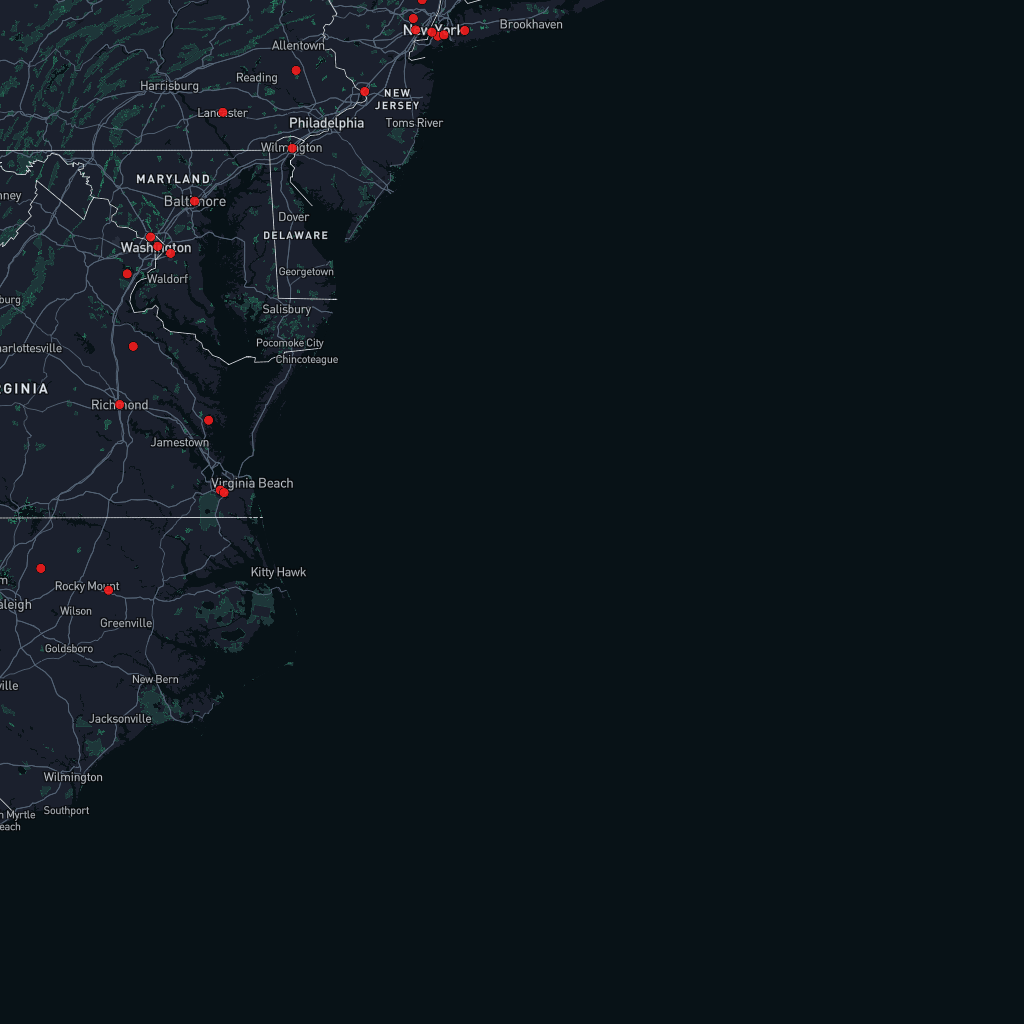 Brookhaven
New York
Allentown
Reading
Harrisburg
NEW
JERSEY
Lancaster
Philadelphia
Toms River
Wilmington
MARYLAND
ney
Baltimore
Dover
DELAWARE
Washington
Georgetown
Waldorf
burg
Salisbury
Pocomoke City
arlottesville
Chincoteague
GINIA
Richmond
Jamestown
Virginia Beach
Kitty Hawk
m
Rocky Mount
aleigh
Wilson
Greenville
Goldsboro
New Bern
ville
Jacksonville
Wilmington
Southport
n Myrtle
each